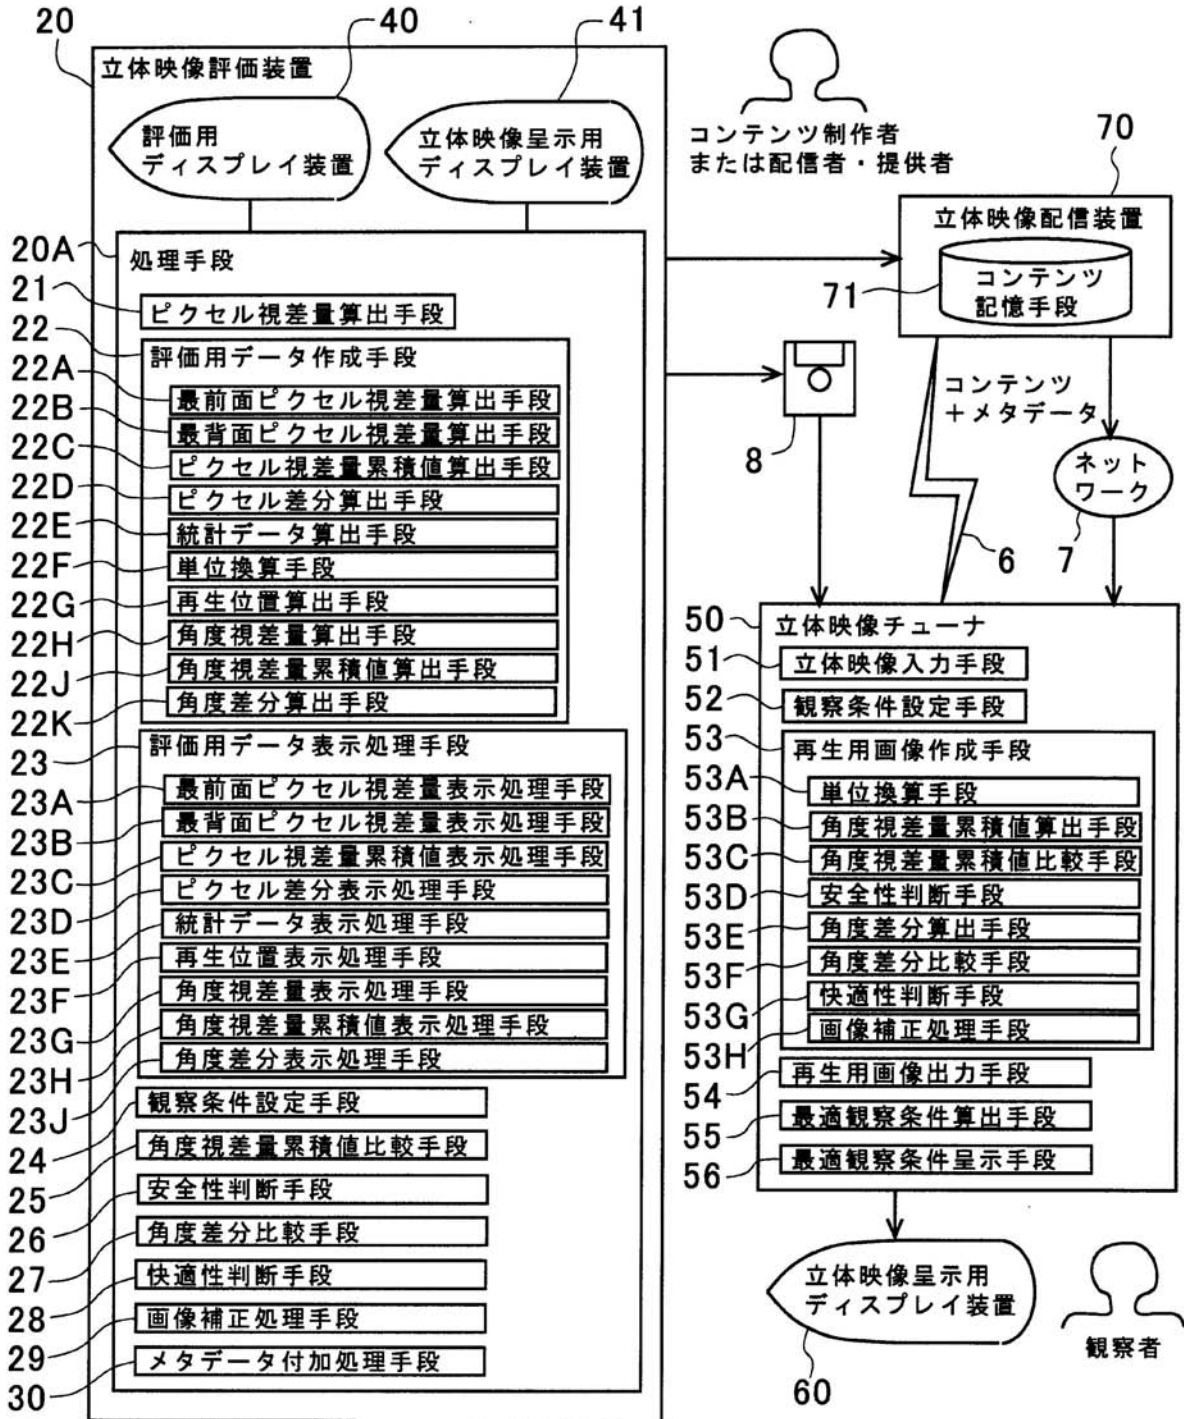 20
40
41
立体映像評価装置
評価用
ディスプレイ装置
立体映像呈示用
ディスプレイ装置
コンテンツ制作者
または配信者・提供者
70
立体映像配信装置
71
コンテンツ
記憶手段
20A
処理手段
21
ピクセル視差量算出手段
22
評価用データ作成手段
22A
最前面ピクセル視差量算出手段
22B
最背面ピクセル視差量算出手段
22C
ピクセル視差量累積値算出手段
22D
ピクセル差分算出手段
22E
統計データ算出手段
22F
単位換算手段
22G
再生位置算出手段
22H
角度視差量算出手段
22J
角度視差量累積値算出手段
22K
角度差分算出手段
23
評価用データ表示処理手段
23A
最前面ピクセル視差量表示処理手段
23B
最背面ピクセル視差量表示処理手段
23C
ピクセル視差量累積値表示処理手段
23D
ピクセル差分表示処理手段
23E
統計データ表示処理手段
23F
再生位置表示処理手段
23G
角度視差量表示処理手段
23H
角度視差量累積値表示処理手段
23J
角度差分表示処理手段
24
観察条件設定手段
25
角度視差量累積値比較手段
26
安全性判断手段
27
角度差分比較手段
28
快適性判断手段
29
画像補正処理手段
30
メタデータ付加処理手段
8
コンテンツ
+メタデータ
ネット
ワーク
6
7
50
立体映像チューナ
51
立体映像入力手段
52
観察条件設定手段
53
再生用画像作成手段
53A
単位換算手段
53B
角度視差量累積値算出手段
53C
角度視差量累積値比較手段
53D
安全性判断手段
53E
角度差分算出手段
53F
角度差分比較手段
53G
快適性判断手段
53H
画像補正処理手段
54
再生用画像出力手段
55
最適観察条件算出手段
56
最適観察条件呈示手段
立体映像呈示用
ディスプレイ装置
60
観察者